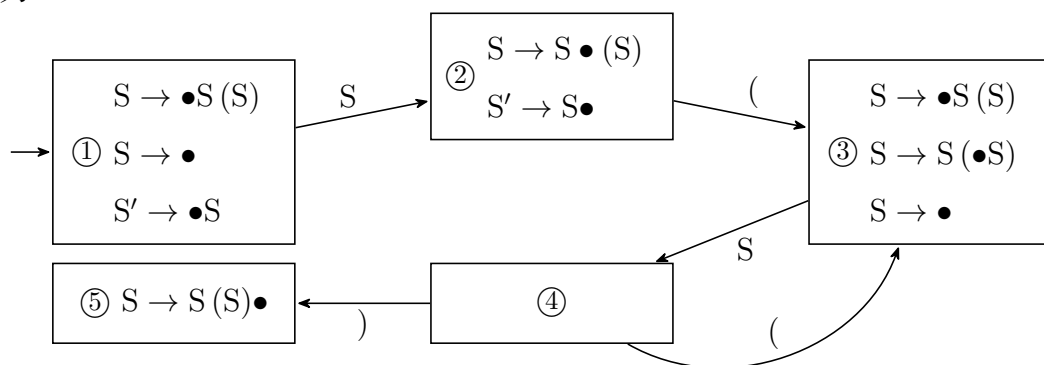 ① S → •S (S)
S → •
S′ → •S
S
② S → S • (S)
S′ → S•
(
③ S → •S (S)
S → S (•S)
S → •
S
④
(
)
⑤ S → S (S)•